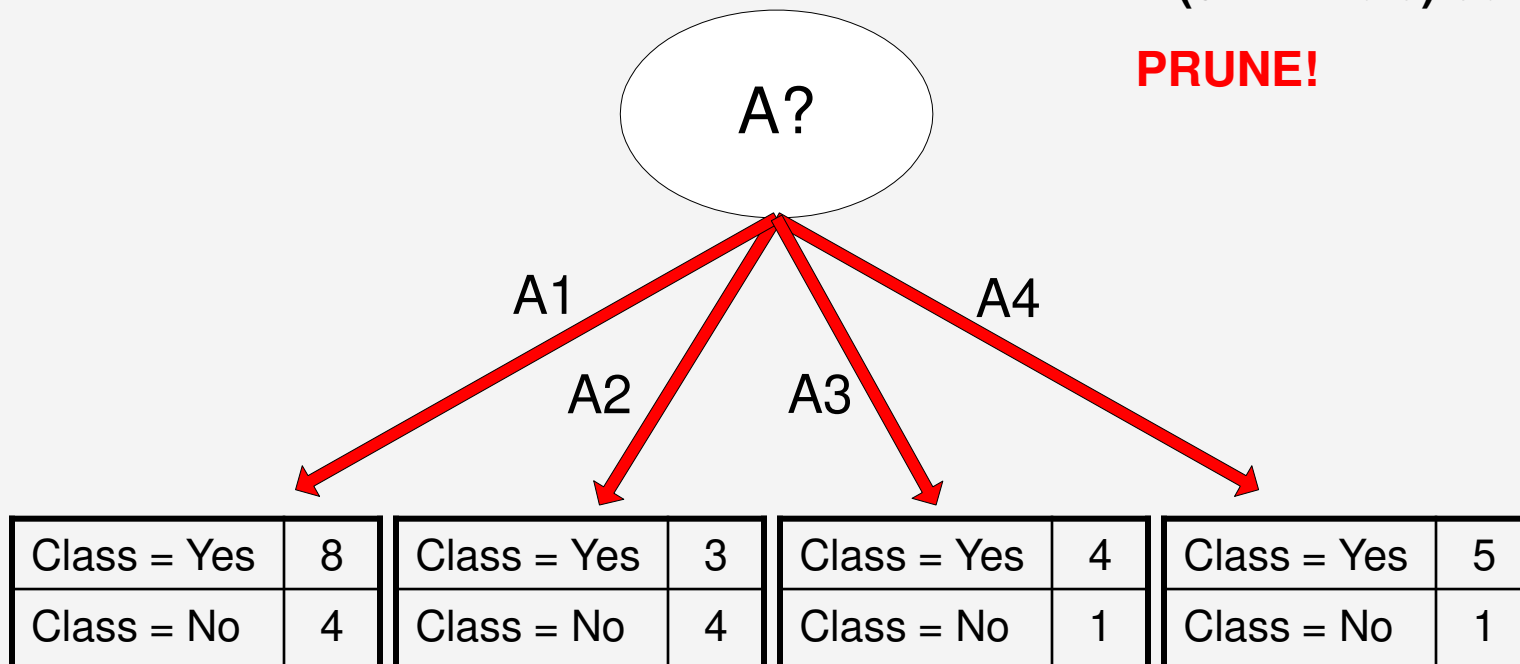 PRUNE!
A?
A1
A4
A2
A3
Class = Yes 8 Class = Yes 3 Class = Yes 4 Class = Yes 5
Class = No 4 Class = No 4 Class = No 1 Class = No 1